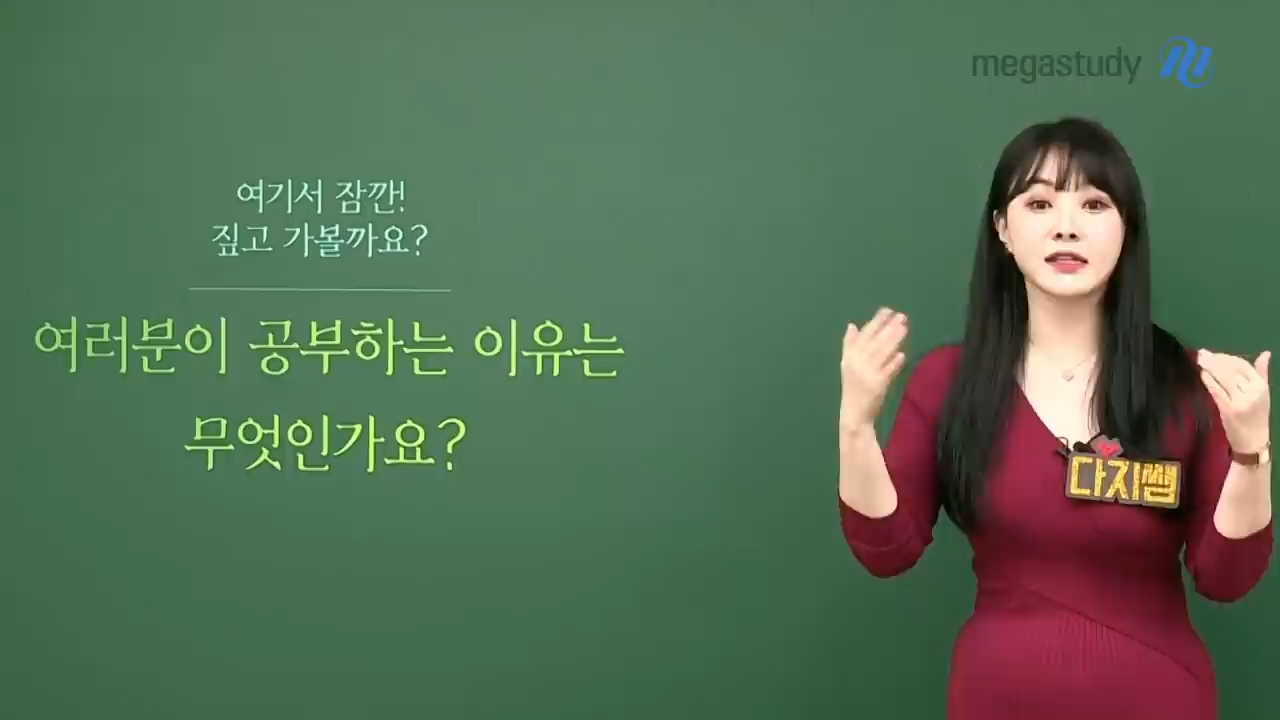 megastudy
여기서 잠깐!
짚고 가볼까요?
여러분이 공부하는 이유는
무엇인가요?
다지쌤